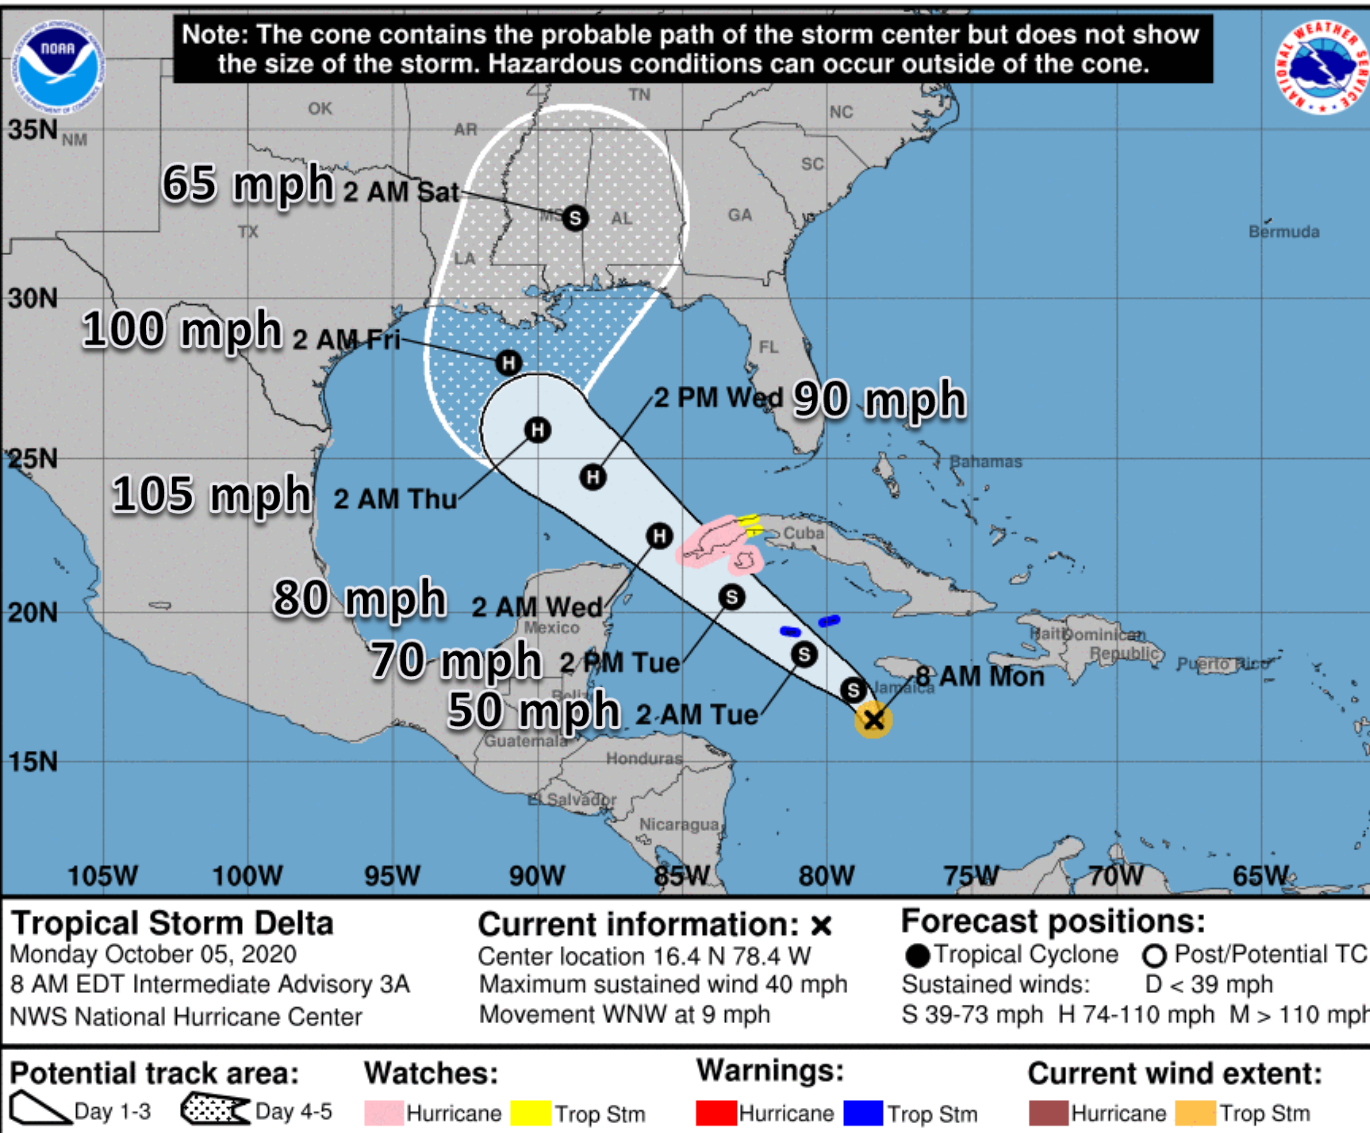 Note: The cone contains the probable path of the storm center but does not show
the size of the storm. Hazardous conditions can occur outside of the cone.
NOAA
NATIONAL WEATHER SERVICE
TN
OK
NC
35N
AR
NM
SC
65 mph 2 AM Sat
S
MS
AL
GA
TX
Bermuda
LA
30N
100 mph 2 AM Fri
FL
H
2 PM Wed 90 mph
H
25N
Bahamas
H
105 mph 2 AM Thu
H
Cuba
80 mph 2 AM Wed
S
20N
Mexico
Haiti
Dominican
Republic
Puerto Rico
70 mph 2 PM Tue
S
8 AM Mon
S
Jamaica
Belize
50 mph 2 AM Tue
Guatemala
15N
Honduras
El Salvador
Nicaragua
105W 100W 95W 90W 85W 80W 75W 70W 65W
Tropical Storm Delta
Monday October 05, 2020
8 AM EDT Intermediate Advisory 3A
NWS National Hurricane Center
Current information: ×
Center location 16.4 N 78.4 W
Maximum sustained wind 40 mph
Movement WNW at 9 mph
Forecast positions:
Tropical Cyclone Post/Potential TC
Sustained winds: D < 39 mph
S 39-73 mph H 74-110 mph M > 110 mph
Potential track area:
Day 1-3 Day 4-5
Watches:
Hurricane Trop Stm
Warnings:
Hurricane Trop Stm
Current wind extent:
Hurricane Trop Stm